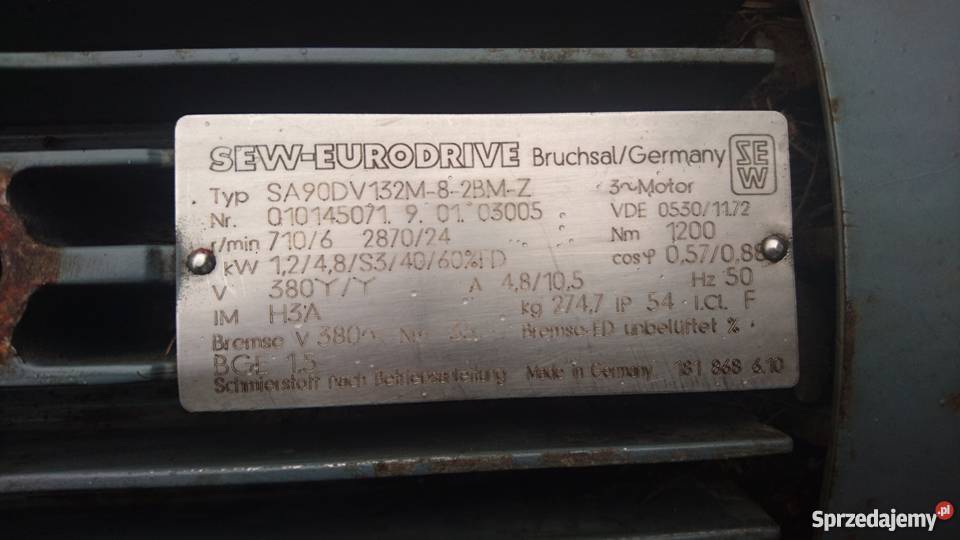 SEW-EURODRIVE Bruchsal/Germany SEW
Typ SA90DV132M-8-2BM-Z 3~Motor
Nr. 010145071. 9. 01. 03005 VDE 0530/11.72
r/min 710/6 2870/24 Nm 1200
kW 1,2/4,8/S3/40/60%ED cosφ 0,57/0,88
V 380Y/Y A 4,8/10,5 Hz 50
IM H3A kg 274,7 IP 54 I.Cl. F
Bremse V 380~ Nm Bremse-ED unbelüftet %
BGE 1.5
Schmierstoff nach Betriebsanleitung Made in Germany 181 868 6.10
Sprzedajemy.pl